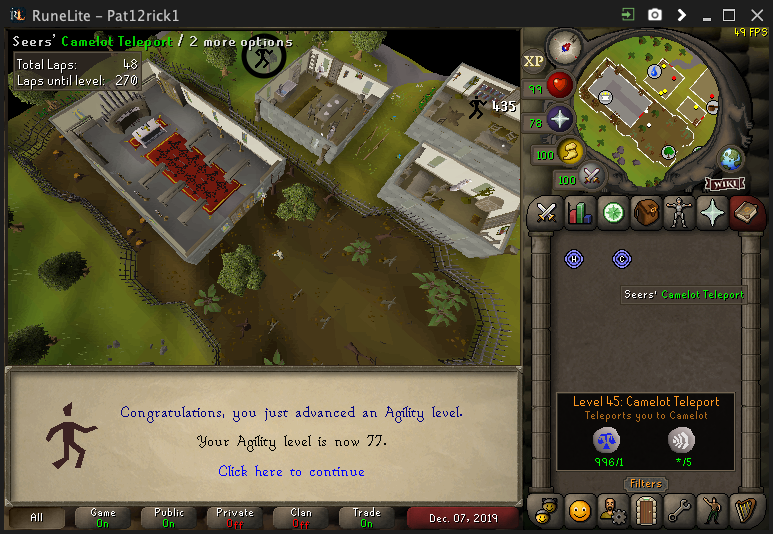 RuneLite - Pat12rick1
49 FPS
Seers' Camelot Teleport / 2 more options
Total Laps: 48
Laps until level: 270
435
XP
99
78
100
100
WIKI
H C
Seers' Camelot Teleport
Level 45: Camelot Teleport
Teleports you to Camelot
996/1 */5
Filters
Congratulations, you just advanced an Agility level.
Your Agility level is now 77.
Click here to continue
All
Game On
Public On
Private Off
Clan Off
Trade On
Dec. 07, 2019